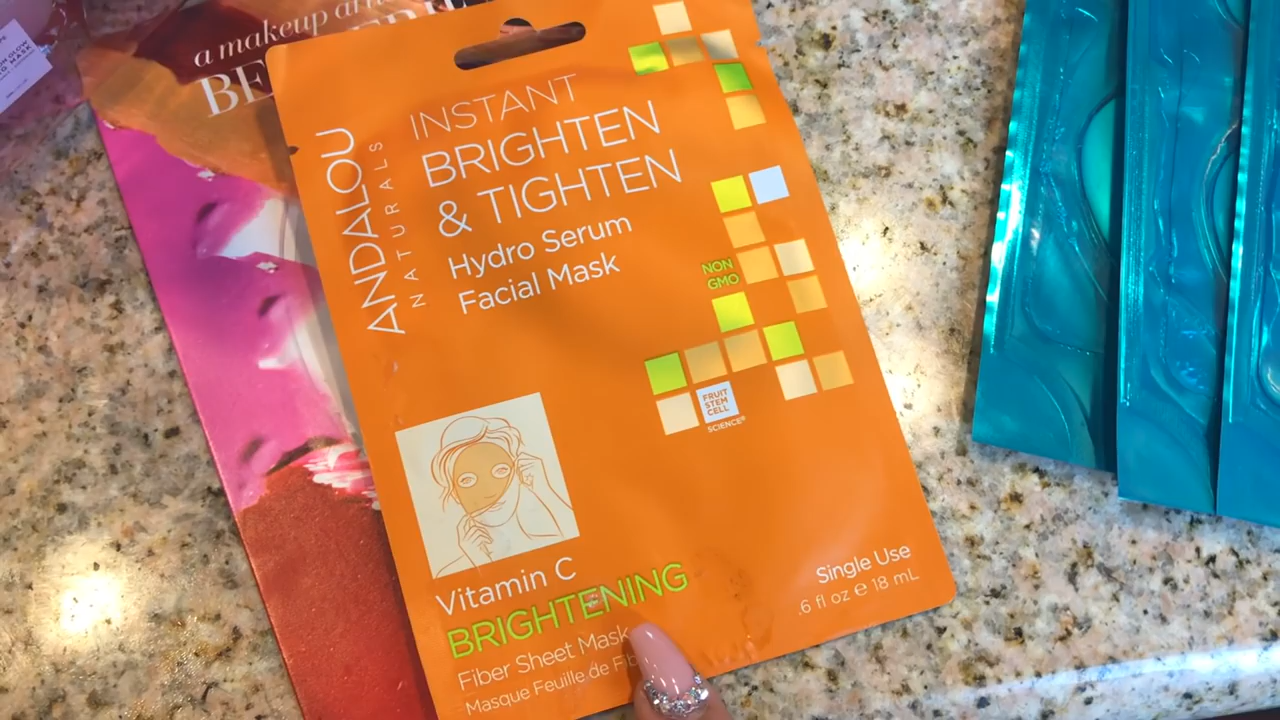 a makeup
BE
ANDALOU
NATURALS
INSTANT
BRIGHTEN
& TIGHTEN
Hydro Serum
Facial Mask
NON
GMO
FRUIT
STEM
CELL
SCIENCE®
Vitamin C
BRIGHTENING
Fiber Sheet Mask
Masque Feuille de
Single Use
.6 fl oz e 18 mL